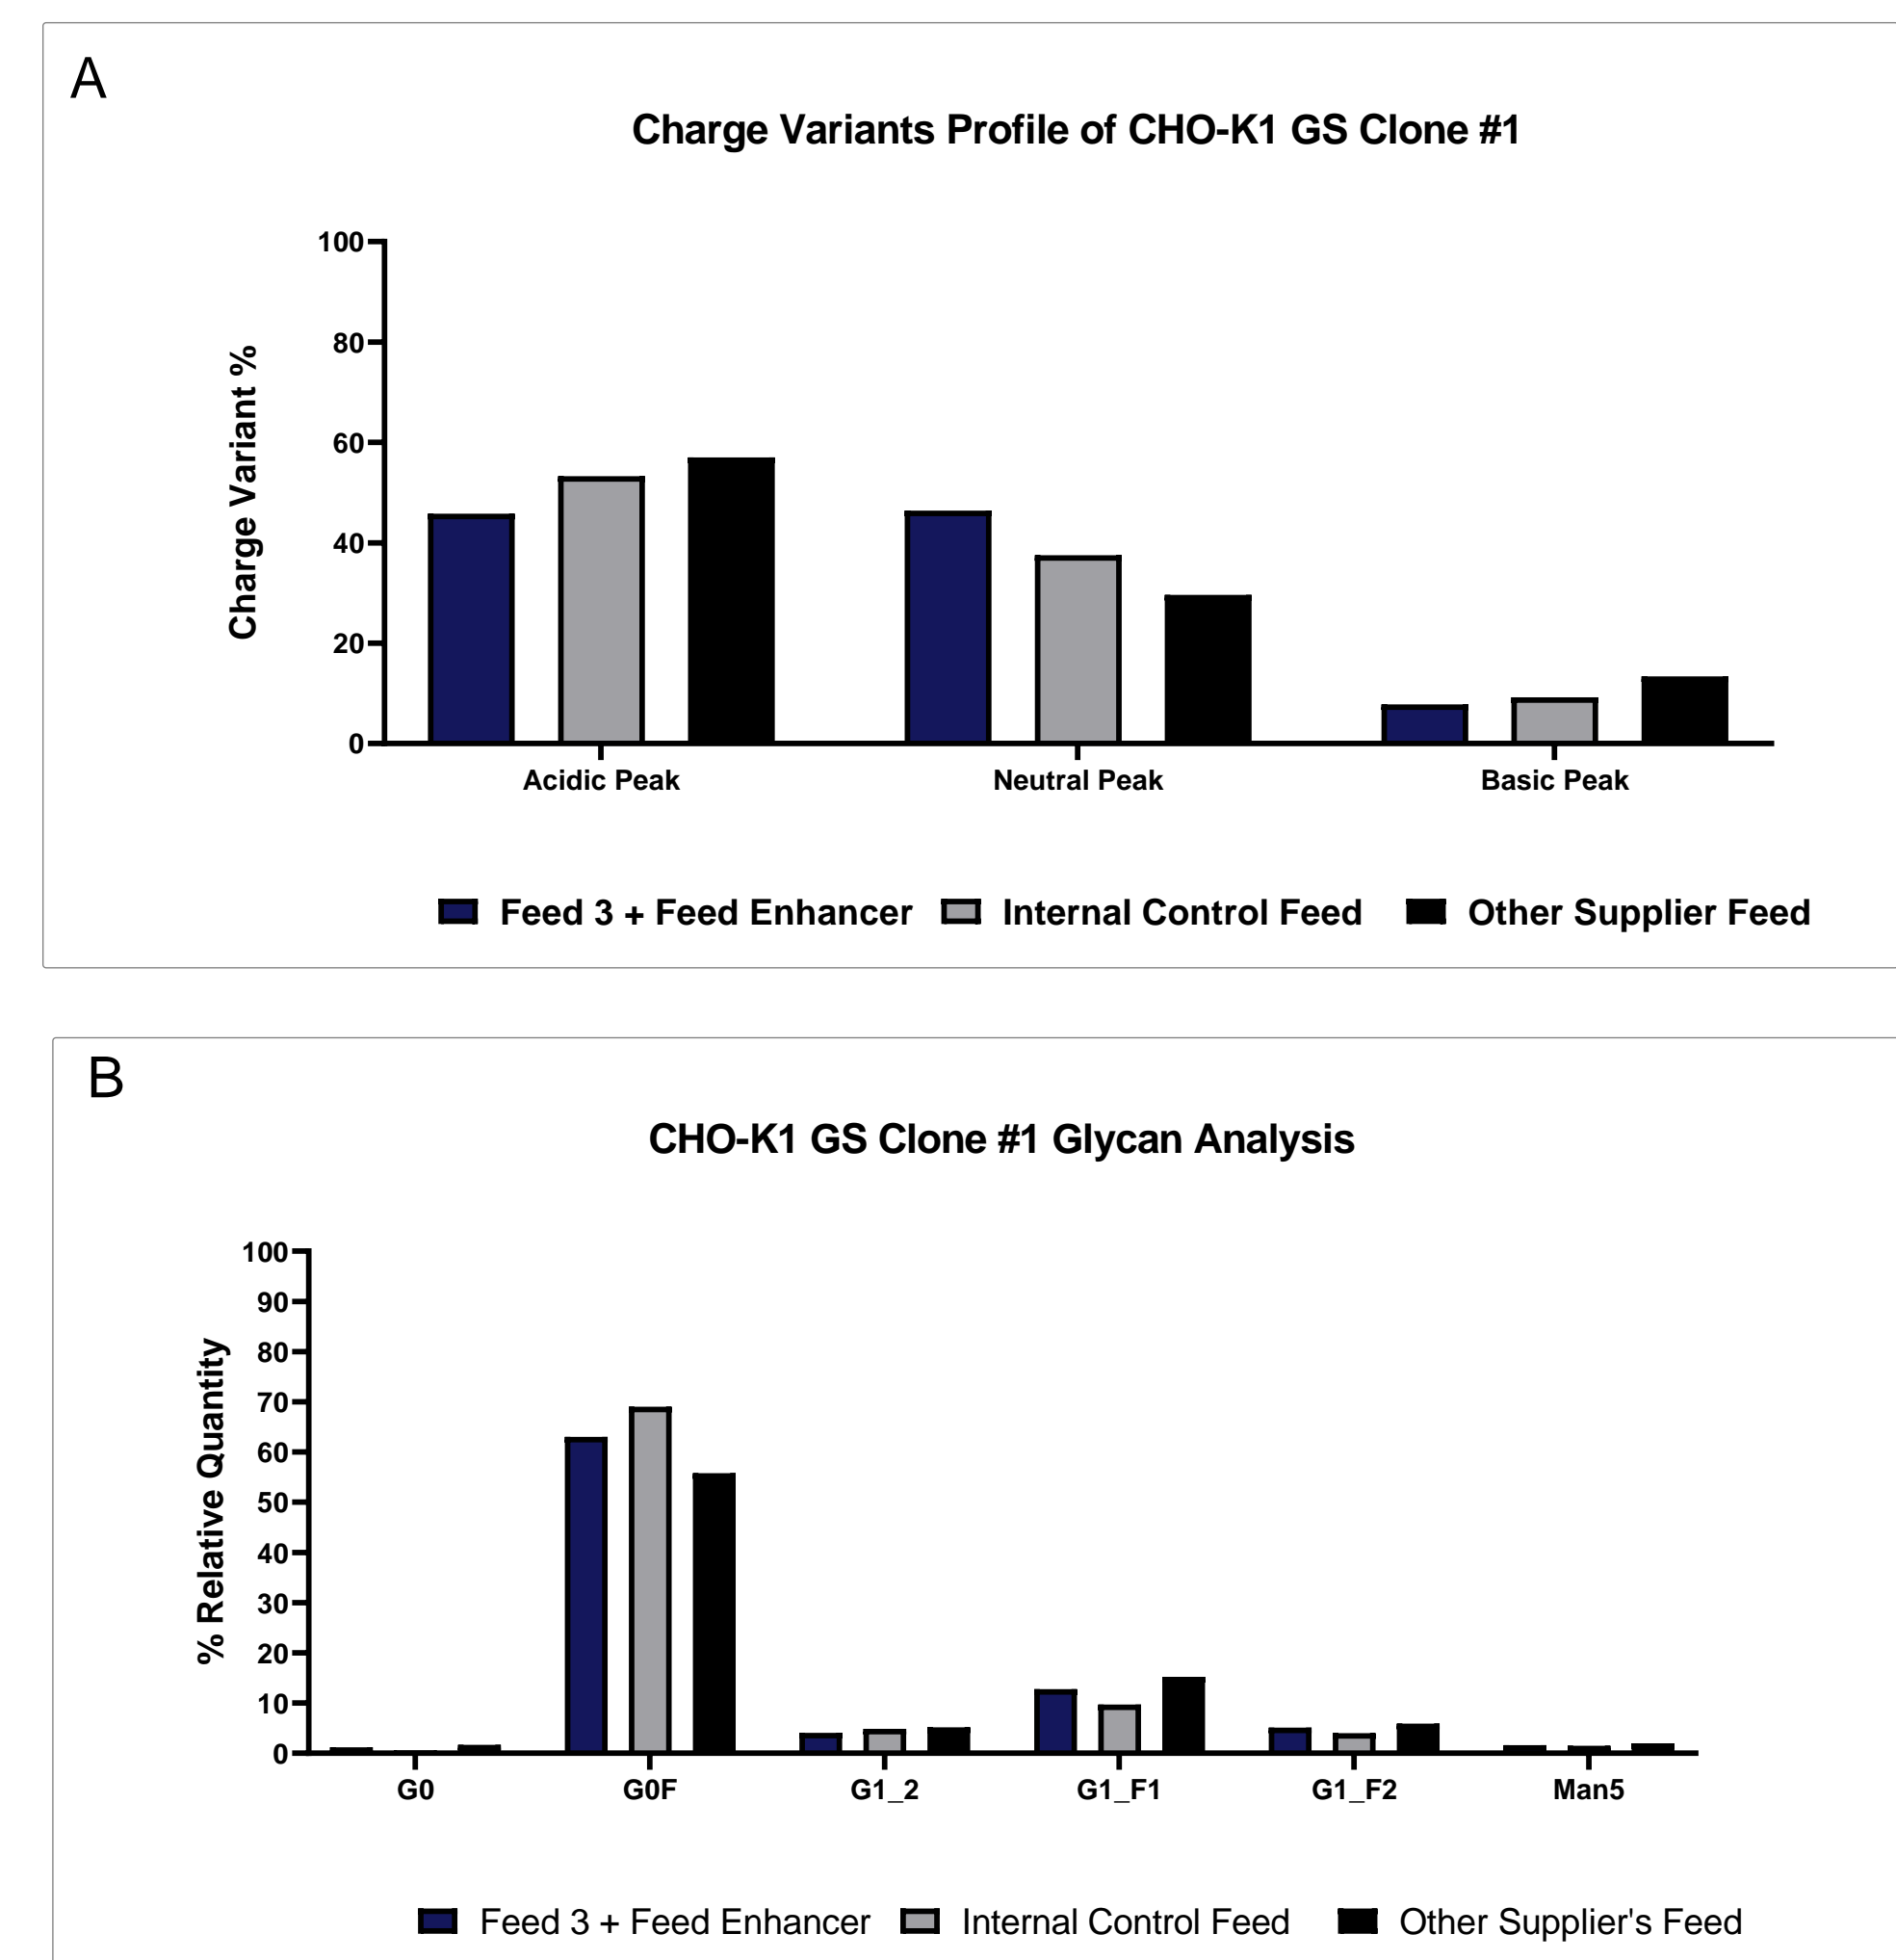 A
Charge Variants Profile of CHO-K1 GS Clone #1
100
80
60
40
20
0
Charge Variant %
Acidic Peak Neutral Peak Basic Peak
Feed 3 + Feed Enhancer Internal Control Feed Other Supplier Feed
B
CHO-K1 GS Clone #1 Glycan Analysis
100
90
80
70
60
50
40
30
20
10
0
% Relative Quantity
G0 G0F G1_2 G1_F1 G1_F2 Man5
Feed 3 + Feed Enhancer Internal Control Feed Other Supplier's Feed